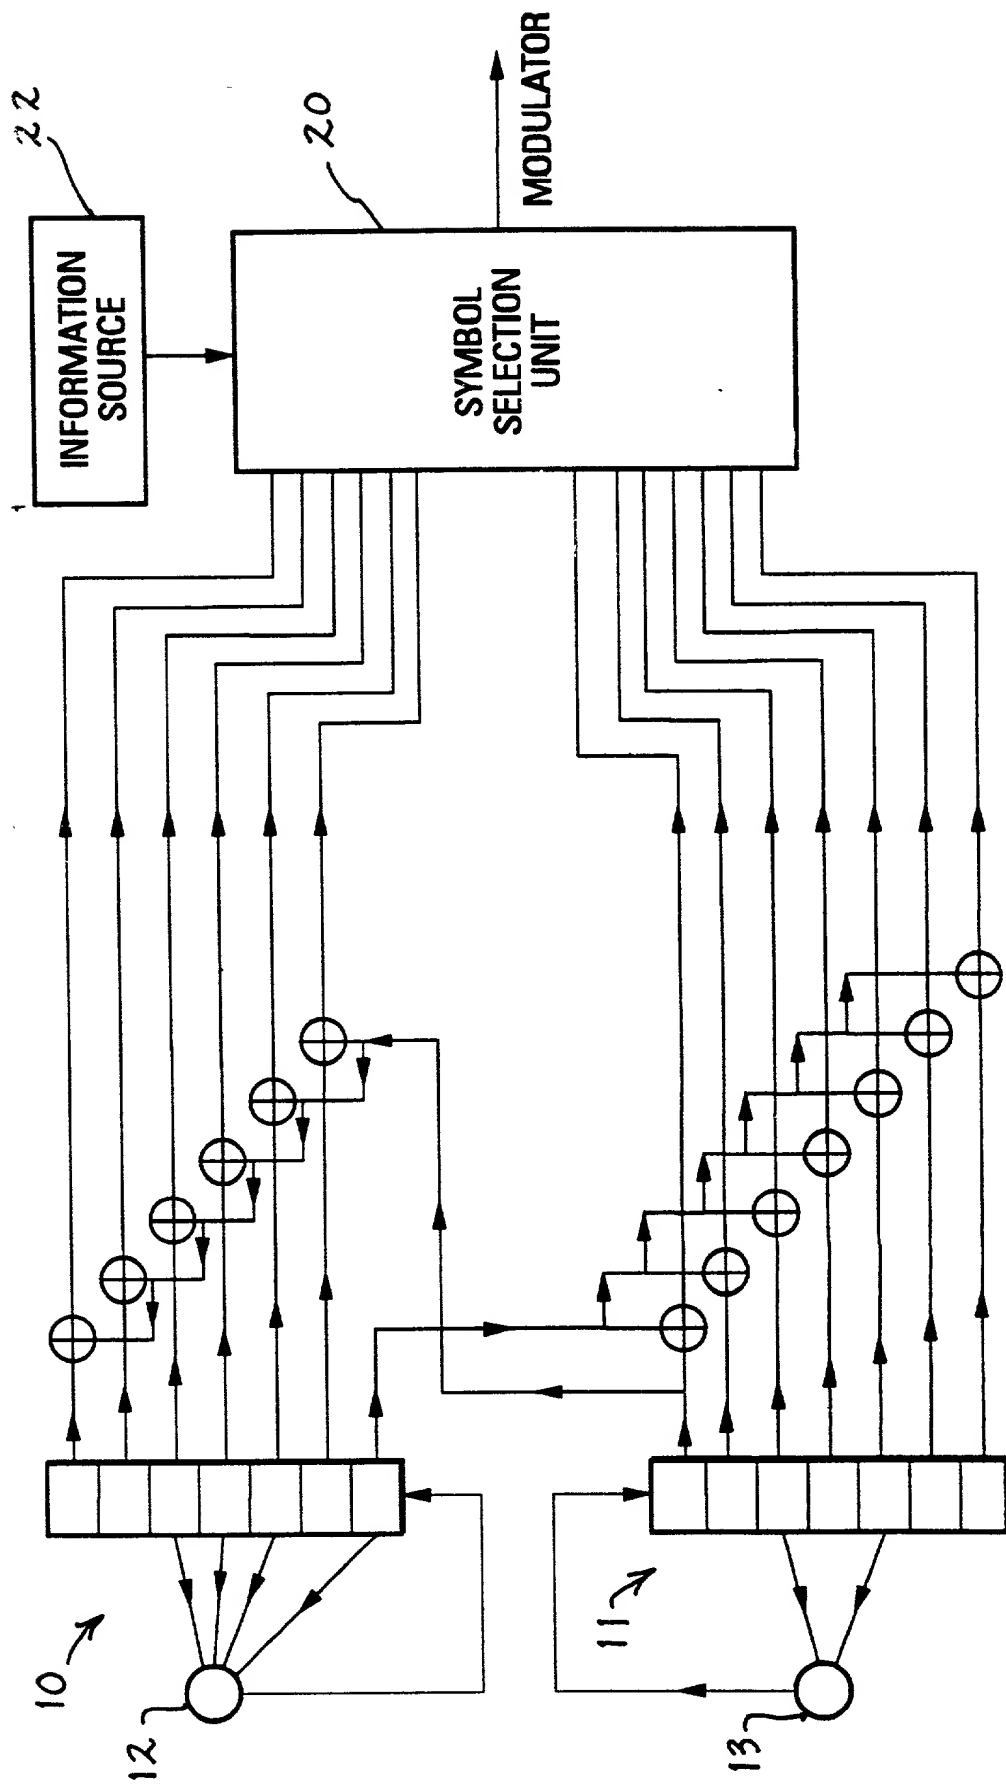 22
INFORMATION
SOURCE
20
SYMBOL
SELECTION
UNIT
MODULATOR
10
12
11
13